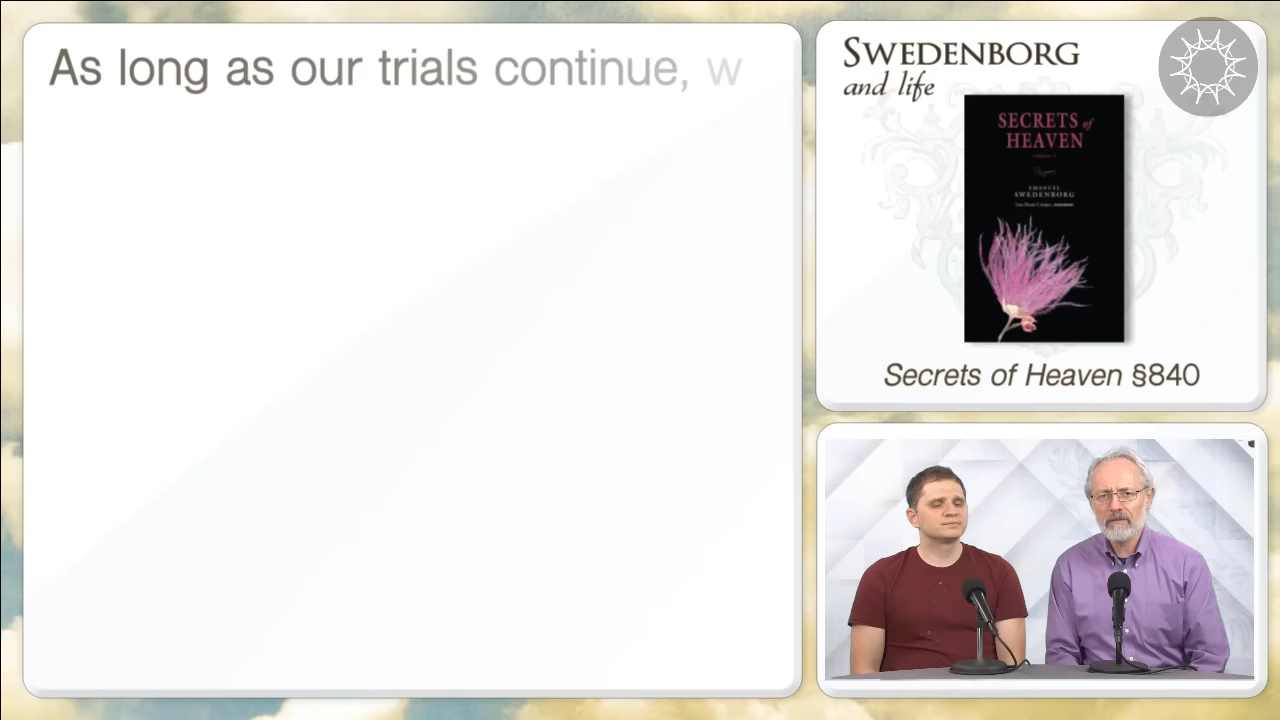 As long as our trials continue, w
SWEDENBORG
and life
SECRETS of
HEAVEN
EMANUEL
SWEDENBORG
Secrets of Heaven §840